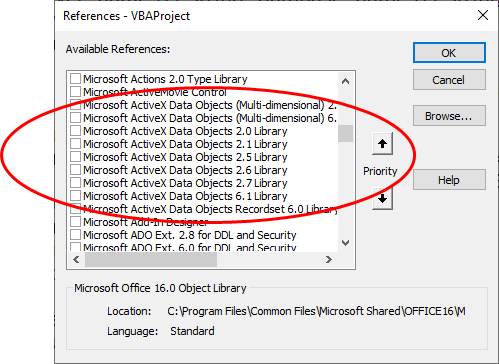 References - VBAProject
Available References:
Microsoft Actions 2.0 Type Library
Microsoft ActiveMovie Control
Microsoft ActiveX Data Objects (Multi-dimensional) 2.
Microsoft ActiveX Data Objects (Multi-dimensional) 6.
Microsoft ActiveX Data Objects 2.0 Library
Microsoft ActiveX Data Objects 2.1 Library
Microsoft ActiveX Data Objects 2.5 Library
Microsoft ActiveX Data Objects 2.6 Library
Microsoft ActiveX Data Objects 2.7 Library
Microsoft ActiveX Data Objects 6.1 Library
Microsoft ActiveX Data Objects Recordset 6.0 Library
Microsoft Add-In Designer
Microsoft ADO Ext. 2.8 for DDL and Security
Microsoft ADO Ext. 6.0 for DDL and Security
OK
Cancel
Browse...
Priority
Help
Microsoft Office 16.0 Object Library
Location: C:\Program Files\Common Files\Microsoft Shared\OFFICE16\M
Language: Standard